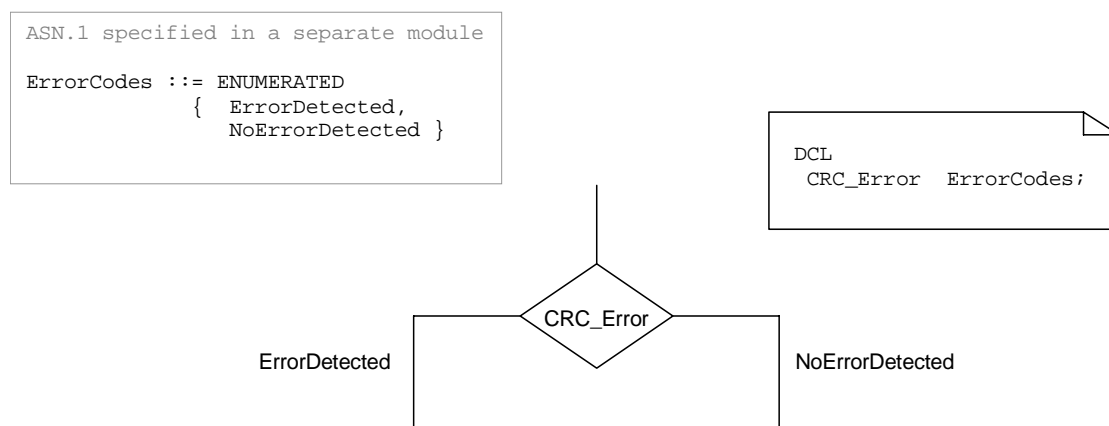 ASN.1 specified in a separate module
ErrorCodes ::= ENUMERATED
{ ErrorDetected,
NoErrorDetected }
DCL
CRC_Error ErrorCodes;
CRC_Error
ErrorDetected
NoErrorDetected